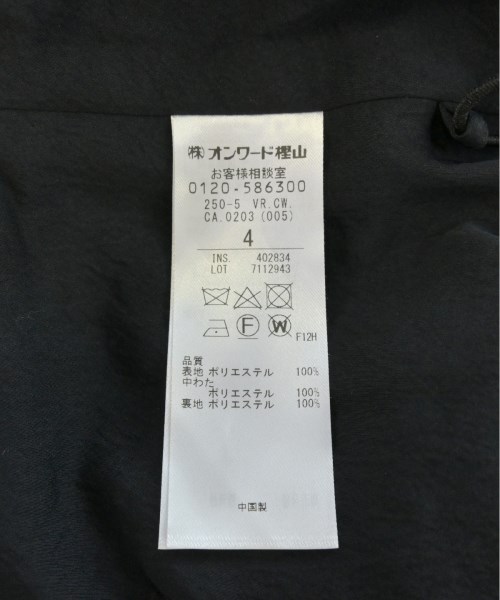 ㈱オンワード樫山
お客様相談室
0120-586300
250-5 VR.CW.
CA.0203 (005)
4
INS. 402834
LOT 7112943
F W F12H
品質
表地 ポリエステル 100%
中わた
ポリエステル 100%
裏地 ポリエステル 100%
中国製